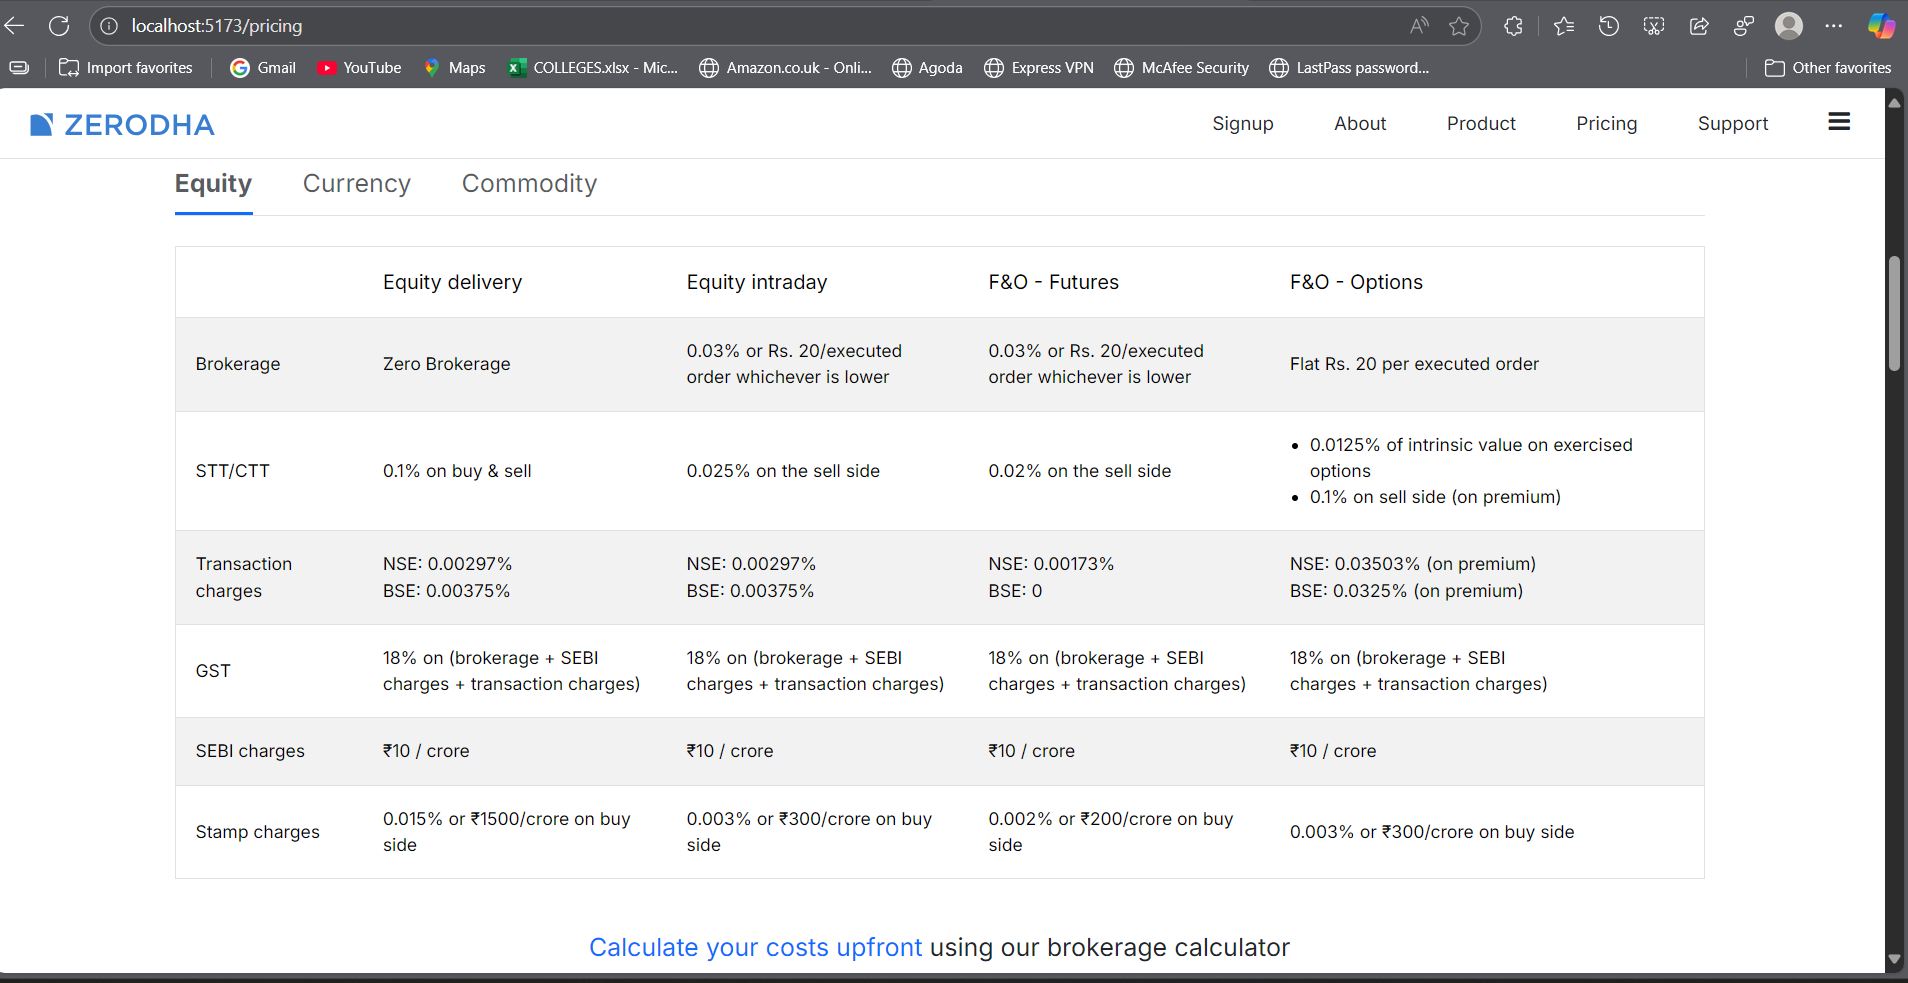 localhost:5173/pricing
Import favorites
Gmail
YouTube
Maps
COLLEGES.xlsx - Mic...
Amazon.co.uk - Onli...
Agoda
Express VPN
McAfee Security
LastPass password...
Other favorites
ZERODHA
Signup
About
Product
Pricing
Support
Equity
Currency
Commodity
Equity delivery
Equity intraday
F&O - Futures
F&O - Options
Brokerage
Zero Brokerage
0.03% or Rs. 20/executed
order whichever is lower
0.03% or Rs. 20/executed
order whichever is lower
Flat Rs. 20 per executed order
STT/CTT
0.1% on buy & sell
0.025% on the sell side
0.02% on the sell side
• 0.0125% of intrinsic value on exercised
options
• 0.1% on sell side (on premium)
Transaction
charges
NSE: 0.00297%
BSE: 0.00375%
NSE: 0.00297%
BSE: 0.00375%
NSE: 0.00173%
BSE: 0
NSE: 0.03503% (on premium)
BSE: 0.0325% (on premium)
GST
18% on (brokerage + SEBI
charges + transaction charges)
18% on (brokerage + SEBI
charges + transaction charges)
18% on (brokerage + SEBI
charges + transaction charges)
18% on (brokerage + SEBI
charges + transaction charges)
SEBI charges
₹10 / crore
₹10 / crore
₹10 / crore
₹10 / crore
Stamp charges
0.015% or ₹1500/crore on buy
side
0.003% or ₹300/crore on buy
side
0.002% or ₹200/crore on buy
side
0.003% or ₹300/crore on buy side
Calculate your costs upfront using our brokerage calculator